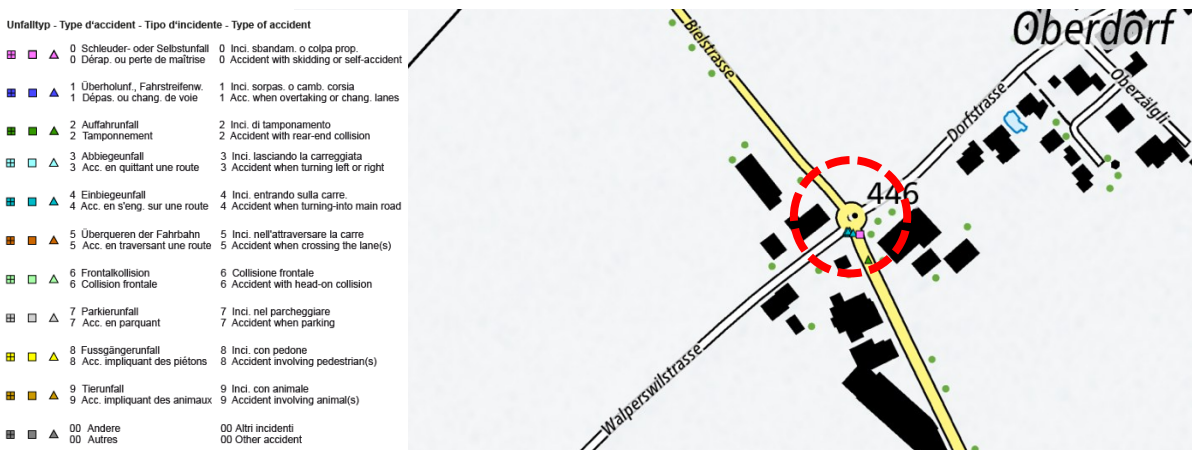 Unfalltyp - Type d'accident - Tipo d'incidente - Type of accident
0 Schleuder- oder Selbstunfall 0 Inci. sbandam. o colpa prop.
0 Dérap. ou perte de maîtrise 0 Accident with skidding or self-accident
1 Überholunf., Fahrstreifenw. 1 Inci. sorpas. o camb. corsia
1 Dépas. ou chang. de voie 1 Acc. when overtaking or chang. lanes
2 Auffahrunfall 2 Inci. di tamponamento
2 Tamponnement 2 Accident with rear-end collision
3 Abbiegeunfall 3 Inci. lasciando la carreggiata
3 Acc. en quittant une route 3 Accident when turning left or right
4 Einbiegeunfall 4 Inci. entrando sulla carre.
4 Acc. en s'eng. sur une route 4 Accident when turning-into main road
5 Überqueren der Fahrbahn 5 Inci. nell'attraversare la carre
5 Acc. en traversant une route 5 Accident when crossing the lane(s)
6 Frontalkollision 6 Collisione frontale
6 Collision frontale 6 Accident with head-on collision
7 Parkierunfall 7 Inci. nel parcheggiare
7 Acc. en parquant 7 Accident when parking
8 Fussgängerunfall 8 Inci. con pedone
8 Acc. impliquant des piétons 8 Accident involving pedestrian(s)
9 Tierunfall 9 Inci. con animale
9 Acc. impliquant des animaux 9 Accident involving animal(s)
00 Andere 00 Altri incidenti
00 Autres 00 Other accident
Oberdorf
Bielstrasse
Oberzälgli
Dorfstrasse
446
Walperswilstrasse